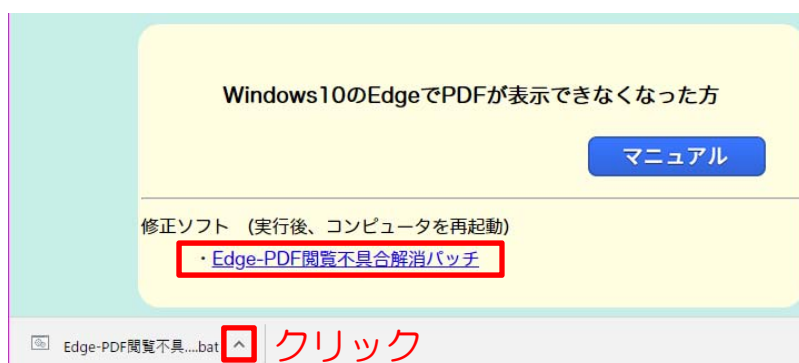 Windows10のEdgeでPDFが表示できなくなった方
マニュアル
修正ソフト (実行後、コンピュータを再起動)
・Edge-PDF閲覧不具合解消パッチ
Edge-PDF閲覧不具....bat クリック